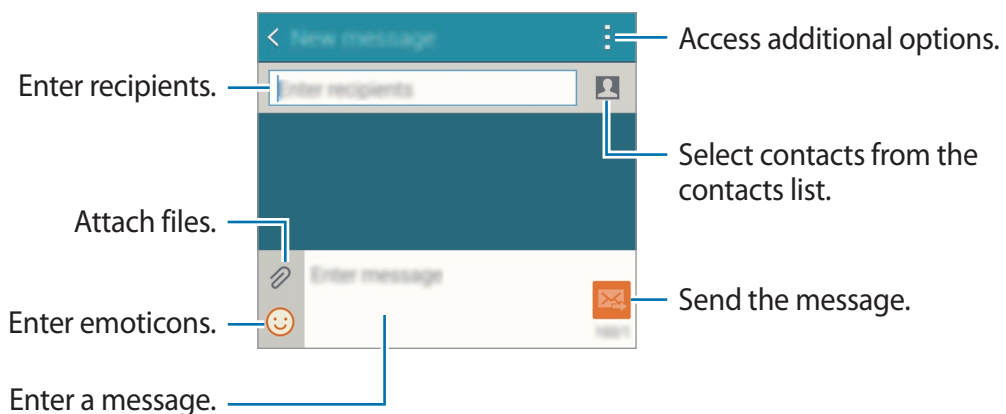 New message
Access additional options.
Enter recipients.
Enter recipients
Select contacts from the
contacts list.
Attach files.
Enter message
Send the message.
Enter emoticons.
Enter a message.